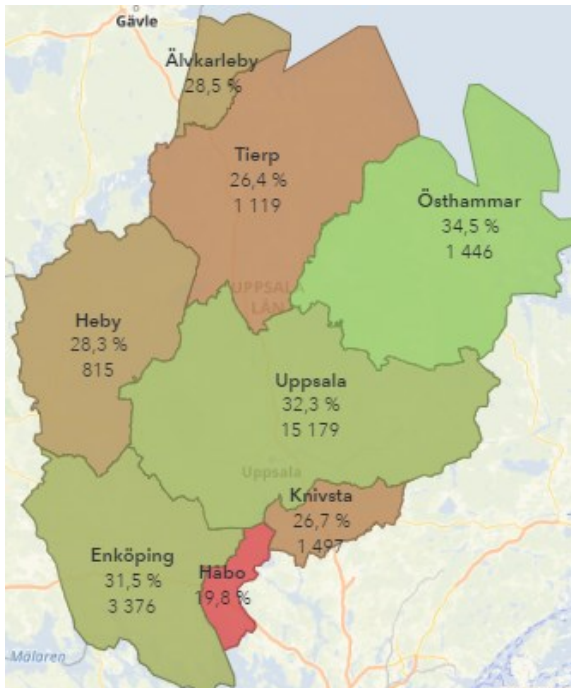 Gävle
Älvkarleby
28,5 %
Tierp
26,4 %
1 119
Östhammar
34,5 %
1 446
UPPSALA
LÄN
Heby
28,3 %
815
Uppsala
32,3 %
15 179
Uppsala
Knivsta
26,7 %
1 497
Enköping
31,5 %
3 376
Håbo
19,8 %
Mälaren